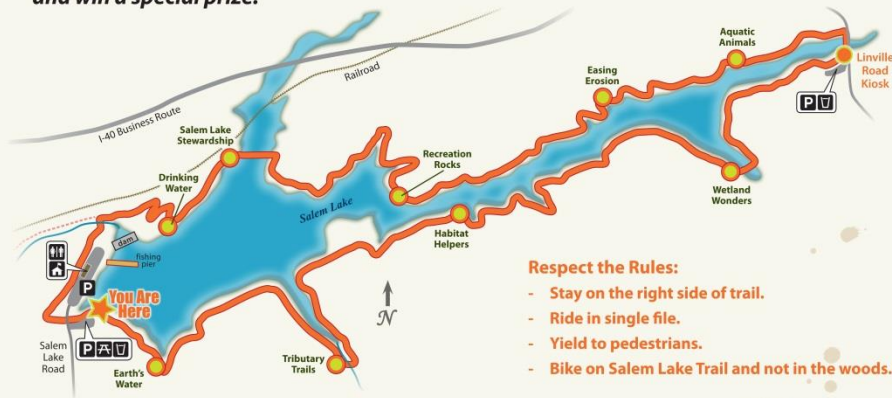 and win a special prize.
Aquatic
Animals
Linville
Road
Kiosk
Easing
Erosion
P
Railroad
I-40 Business Route
Salem Lake
Stewardship
Recreation
Rocks
Drinking
Water
Salem Lake
Wetland
Wonders
Habitat
Helpers
dam
fishing
pier
P
You Are
Here
N
Respect the Rules:
- Stay on the right side of trail.
- Ride in single file.
- Yield to pedestrians.
- Bike on Salem Lake Trail and not in the woods.
Salem
Lake
Road
P
Earth's
Water
Tributary
Trails